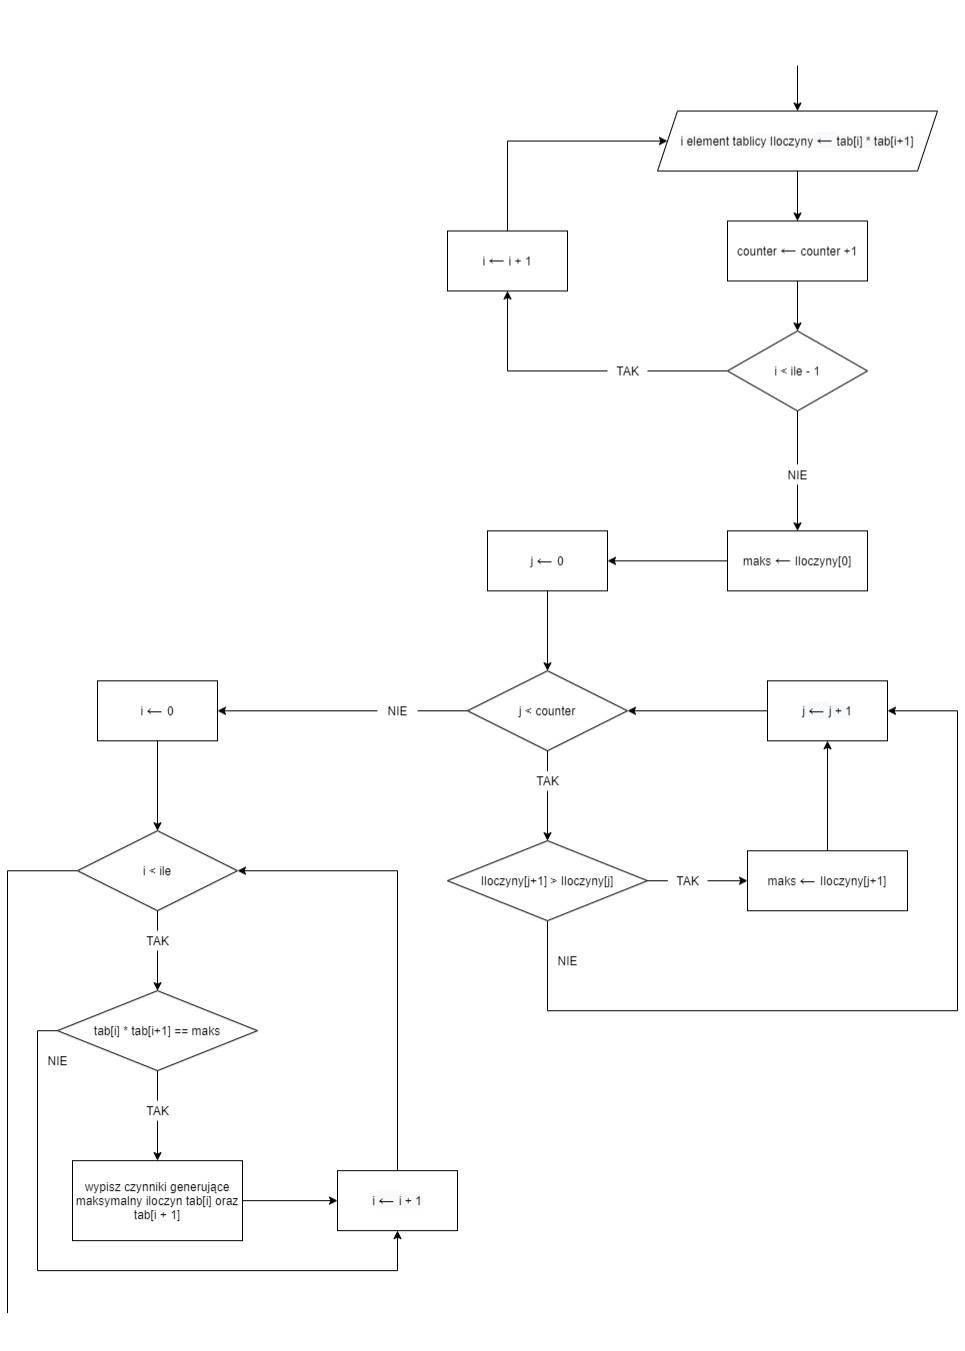 i element tablicy Iloczyny ← tab[i] * tab[i+1]
i ← i + 1
counter ← counter +1
TAK
i < ile - 1
NIE
j ← 0
maks ← Iloczyny[0]
i ← 0
NIE
j < counter
j ← j + 1
TAK
i < ile
Iloczyny[j+1] > Iloczyny[j]
TAK
maks ← Iloczyny[j+1]
TAK
NIE
tab[i] * tab[i+1] == maks
NIE
TAK
wypisz czynniki generujące
maksymalny iloczyn tab[i] oraz
tab[i + 1]
i ← i + 1